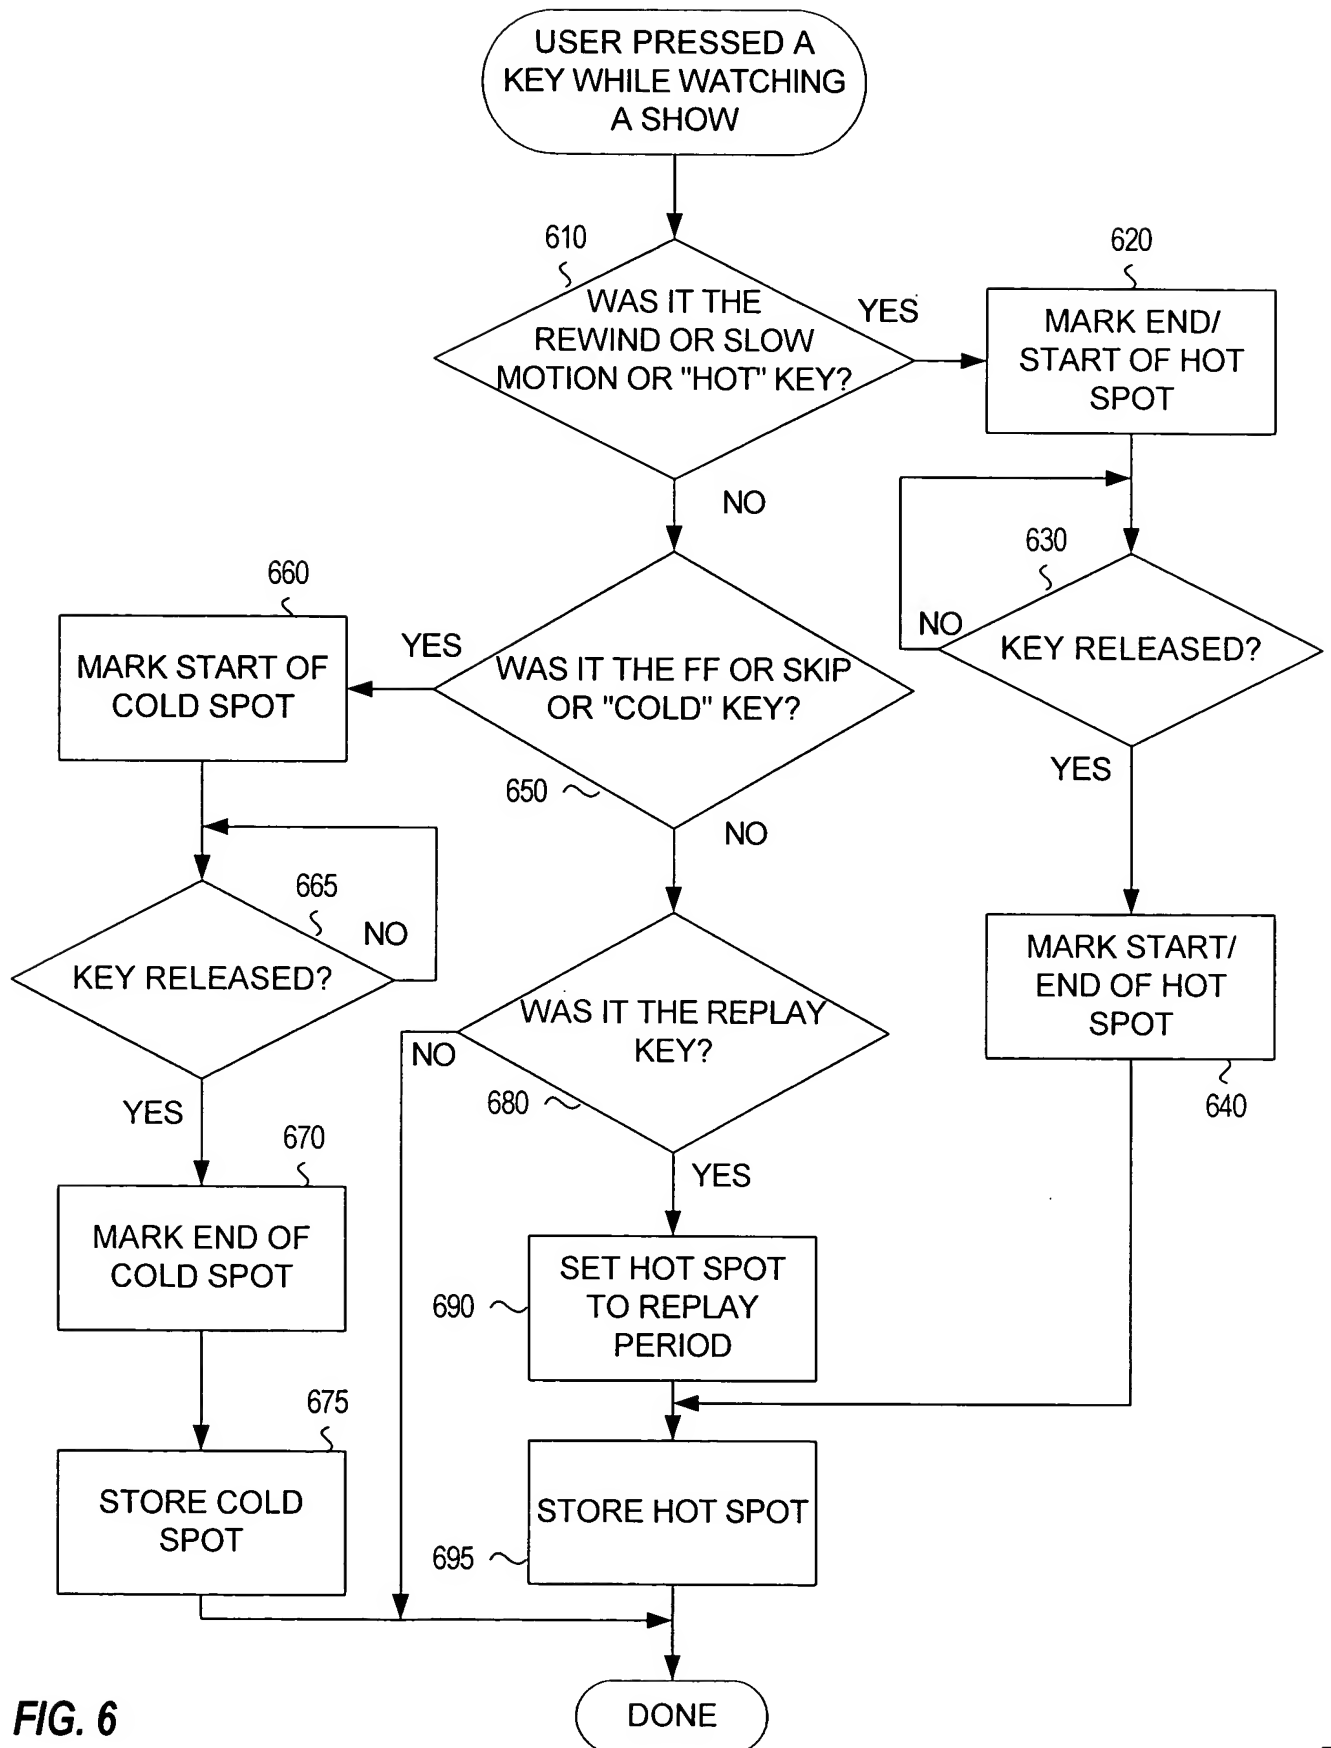 USER PRESSED A
KEY WHILE WATCHING
A SHOW
610
WAS IT THE
REWIND OR SLOW
MOTION OR "HOT" KEY?
YES
620
MARK END/
START OF HOT
SPOT
NO
630
KEY RELEASED?
NO
YES
660
MARK START OF
COLD SPOT
YES
WAS IT THE FF OR SKIP
OR "COLD" KEY?
650
NO
665
KEY RELEASED?
NO
YES
MARK START/
END OF HOT
SPOT
640
WAS IT THE REPLAY
KEY?
NO
680
YES
670
MARK END OF
COLD SPOT
SET HOT SPOT
TO REPLAY
PERIOD
690
675
STORE COLD
SPOT
STORE HOT SPOT
695
DONE
FIG. 6